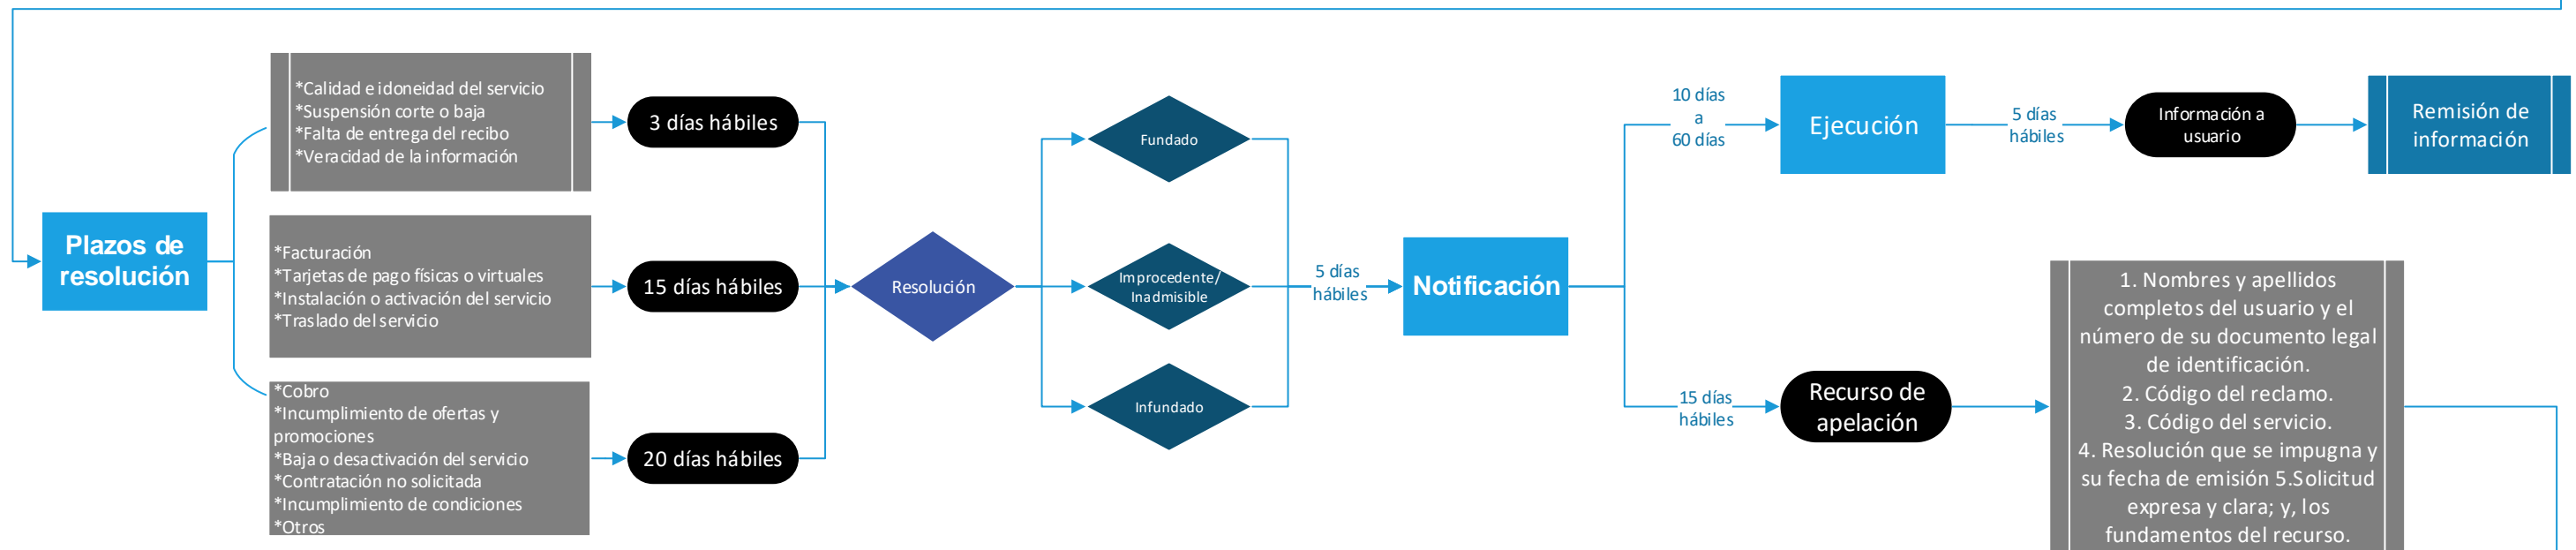 Plazos de
resolución
*Calidad e idoneidad del servicio
*Suspensión corte o baja
*Falta de entrega del recibo
*Veracidad de la información
3 días hábiles
*Facturación
*Tarjetas de pago físicas o virtuales
*Instalación o activación del servicio
*Traslado del servicio
15 días hábiles
*Cobro
*Incumplimiento de ofertas y
promociones
*Baja o desactivación del servicio
*Contratación no solicitada
*Incumplimiento de condiciones
*Otros
20 días hábiles
Resolución
Fundado
Improcedente/
Inadmisible
Infundado
5 días
hábiles
Notificación
10 días
a
60 días
Ejecución
5 días
hábiles
Información a
usuario
Remisión de
información
15 días
hábiles
Recurso de
apelación
1. Nombres y apellidos
completos del usuario y el
número de su documento legal
de identificación.
2. Código del reclamo.
3. Código del servicio.
4. Resolución que se impugna y
su fecha de emisión 5.Solicitud
expresa y clara; y, los
fundamentos del recurso.